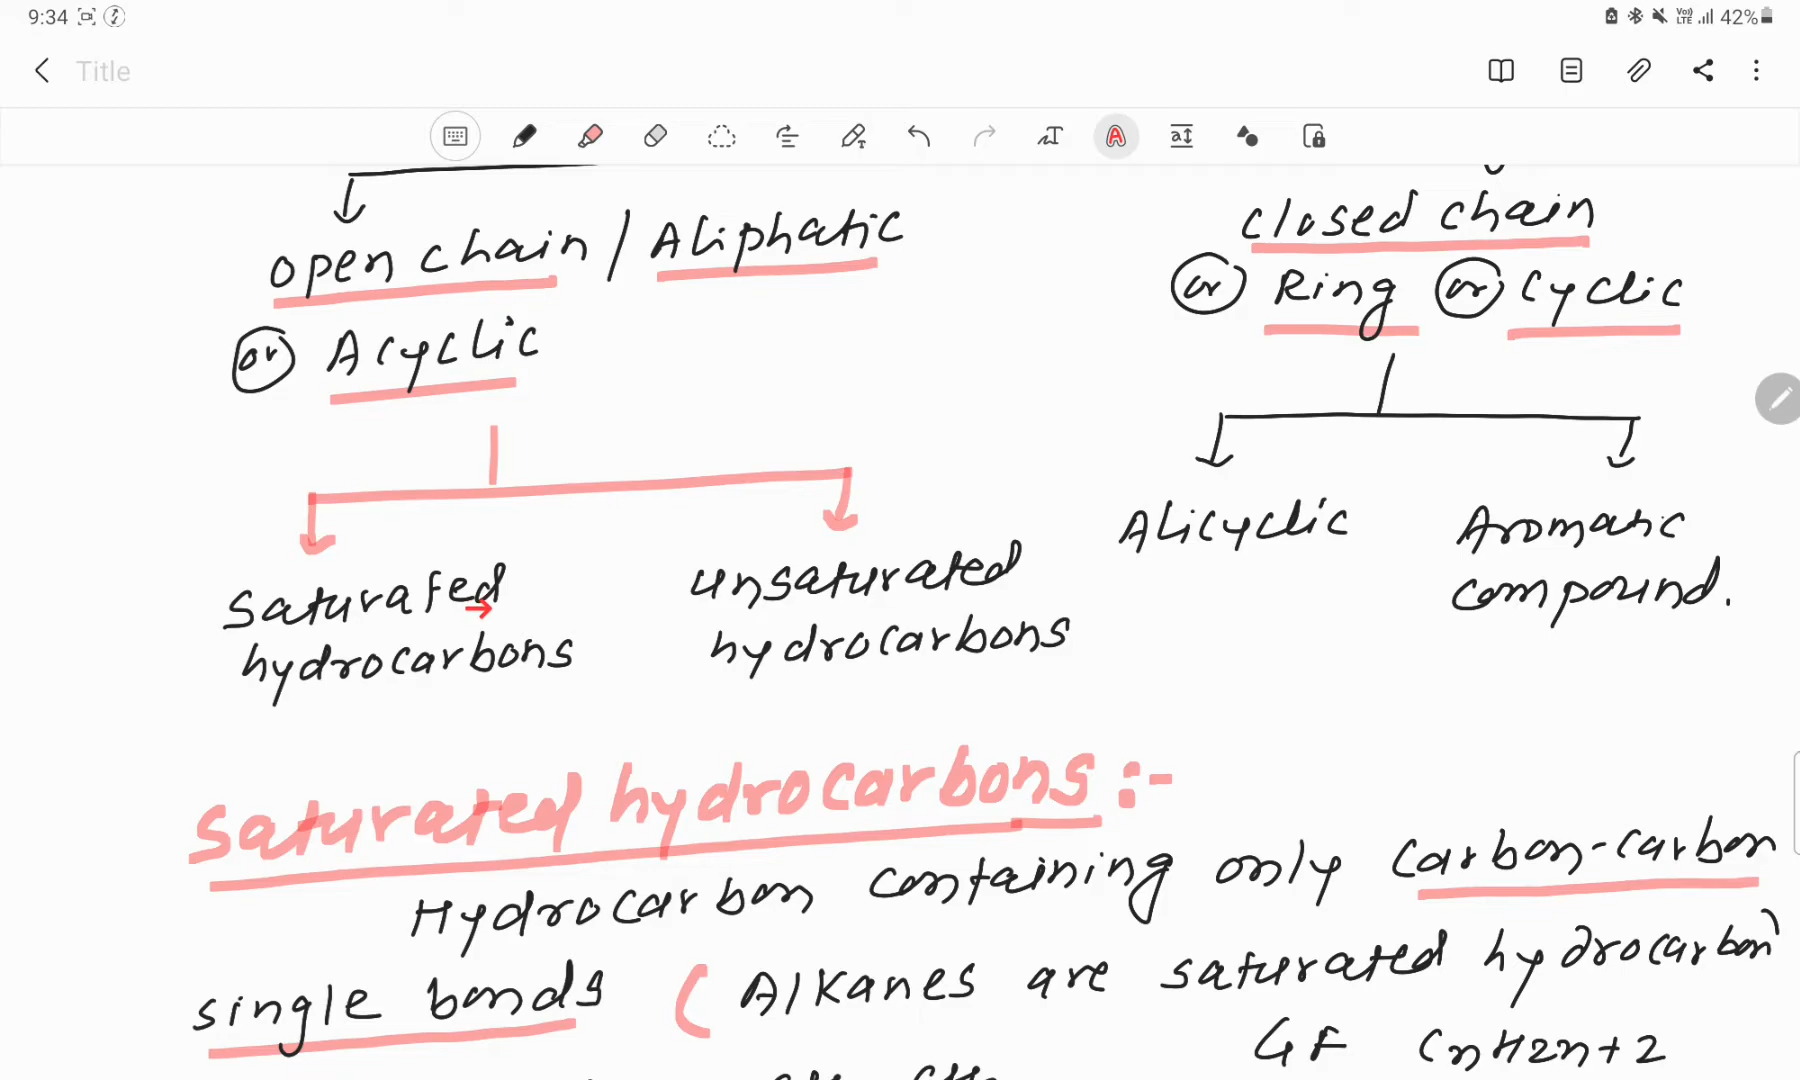 9:34
42%
Title
open chain / Aliphatic
or Acyclic
closed chain
or Ring or Cyclic
Saturated
hydrocarbons
unsaturated
hydrocarbons
Alicyclic
Aromatic
compound.
Saturated hydrocarbons :-
Hydrocarbon containing only carbon-carbon
single bonds ( Alkanes are saturated hydrocarbon)
GF CnH2n+2